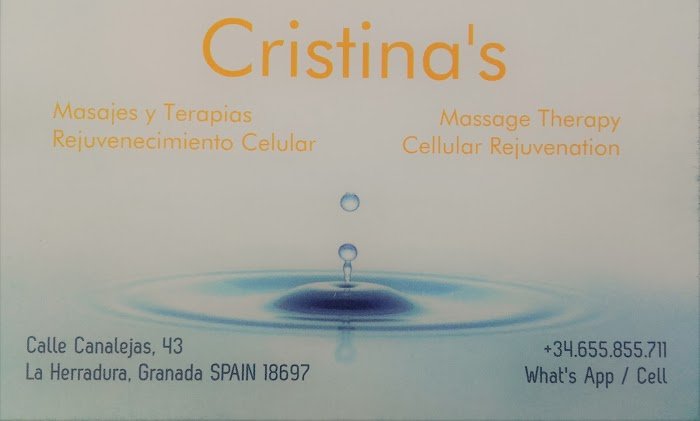 Cristina's
Masajes y Terapias
Rejuvenecimiento Celular
Massage Therapy
Cellular Rejuvenation
Calle Canalejas, 43
La Herradura, Granada SPAIN 18697
+34.655.855.711
What's App / Cell